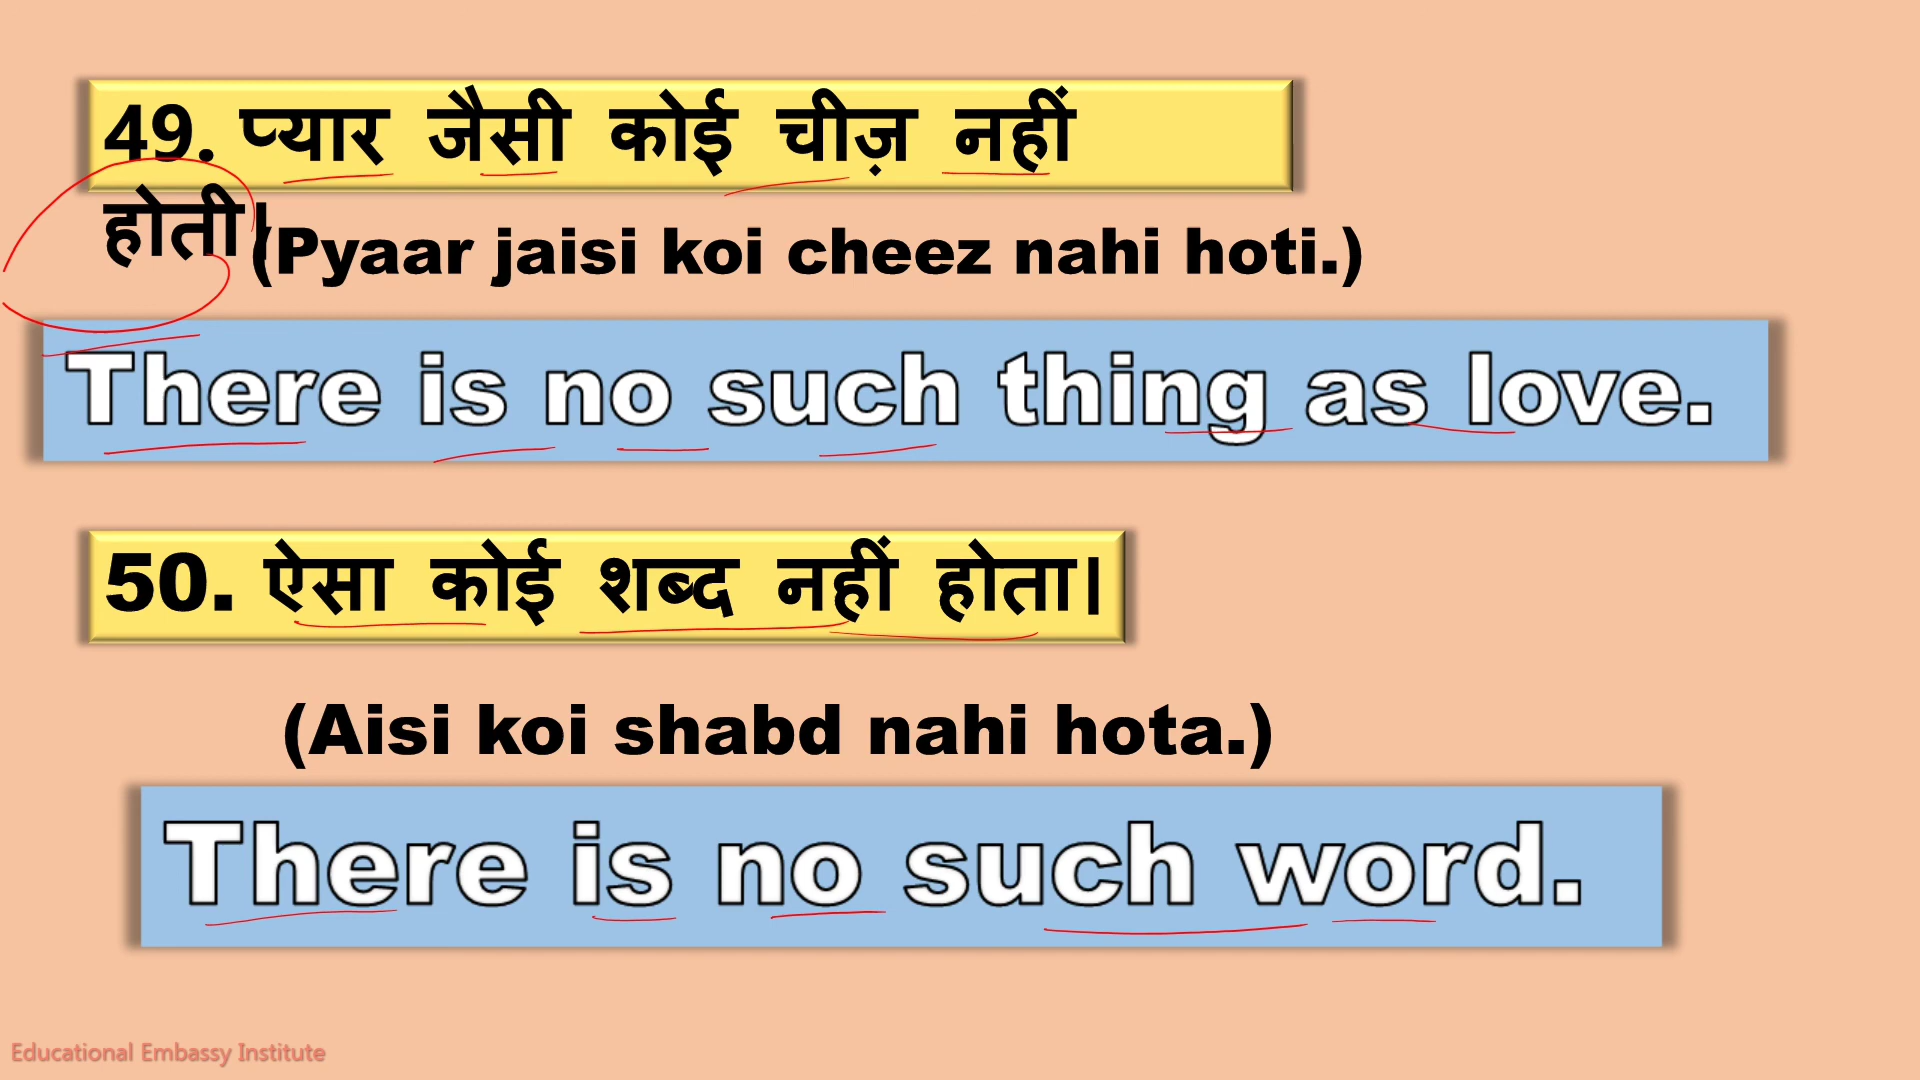 49. प्यार जैसी कोई चीज़ नहीं
होती।
(Pyaar jaisi koi cheez nahi hoti.)
There is no such thing as love.
50. ऐसा कोई शब्द नहीं होता।
(Aisi koi shabd nahi hota.)
There is no such word.
Educational Embassy Institute